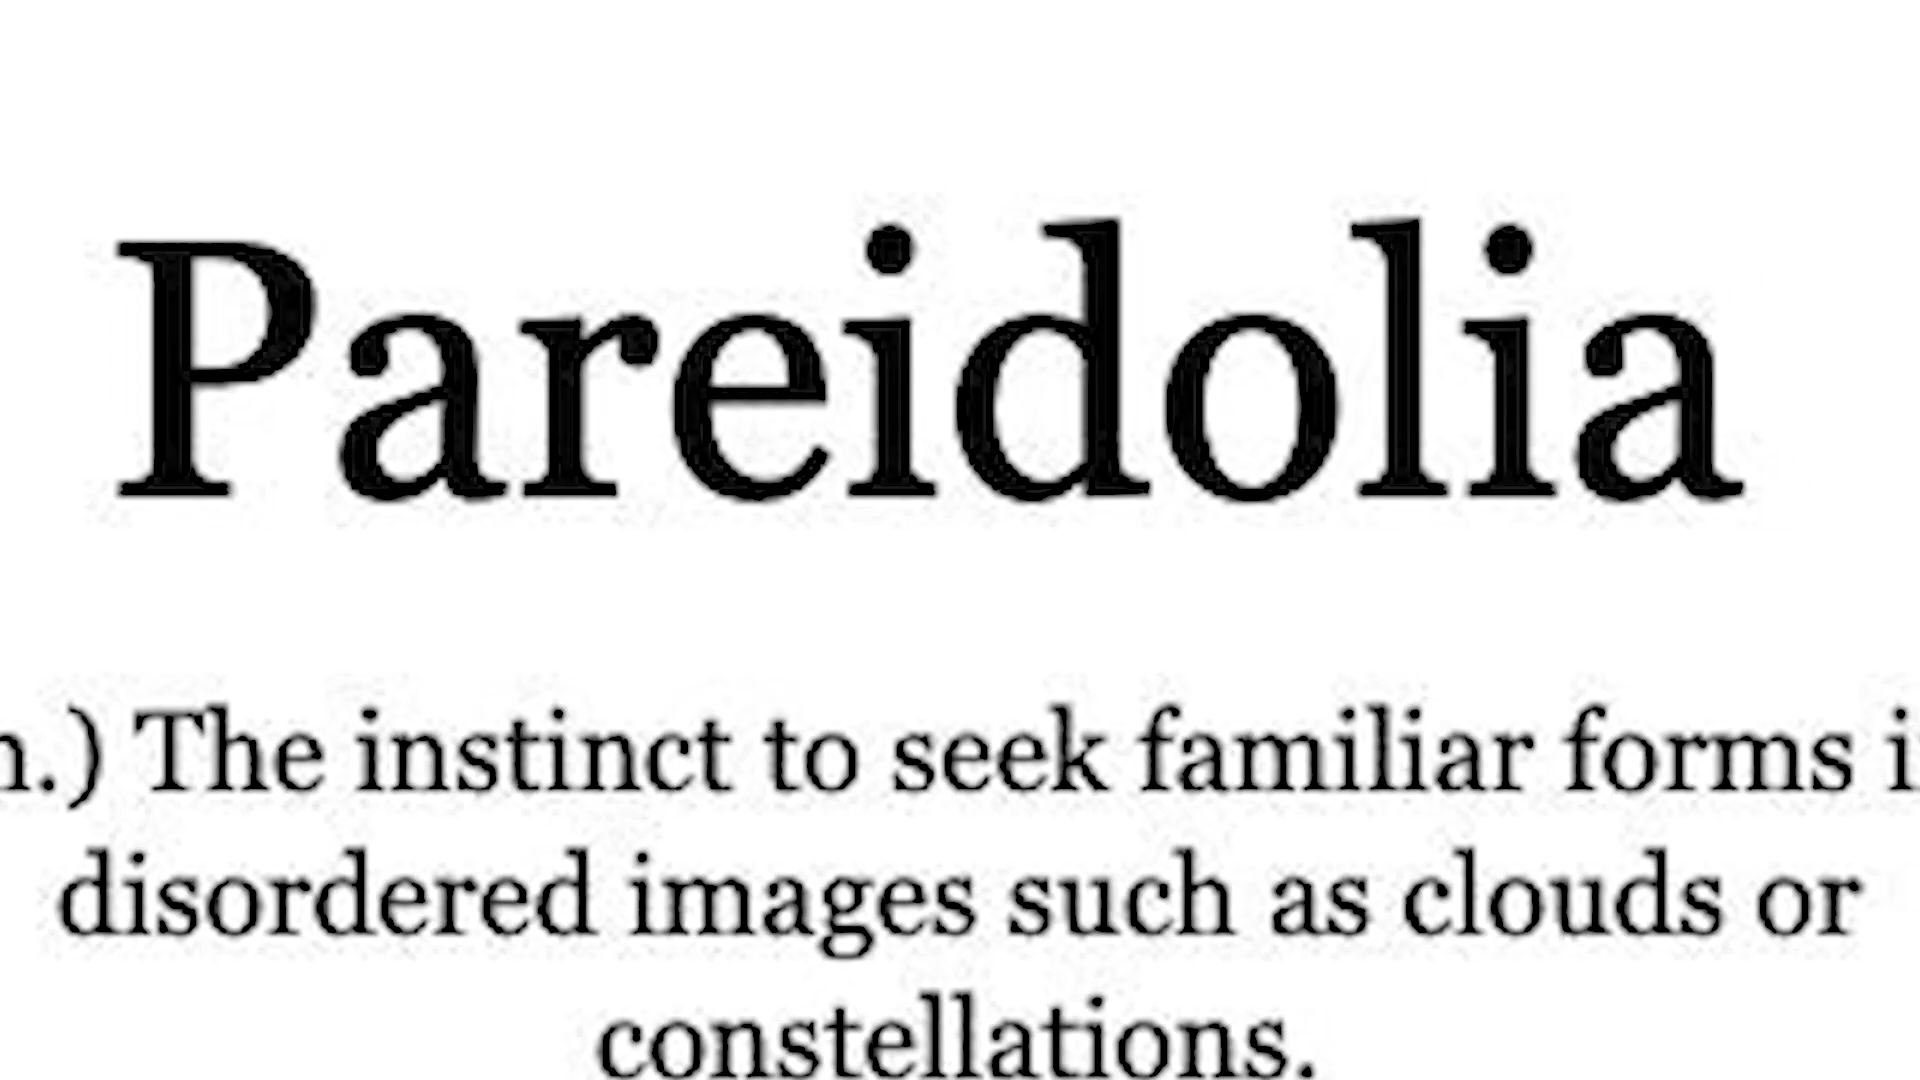 Pareidolia
n.) The instinct to seek familiar forms i
disordered images such as clouds or
constellations.